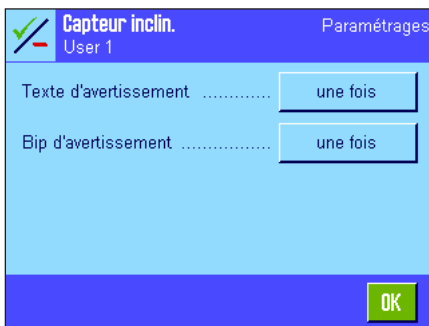 Capteur inclin. Paramétrages
User 1
Texte d'avertissement ............. une fois
Bip d'avertissement ................. une fois
OK